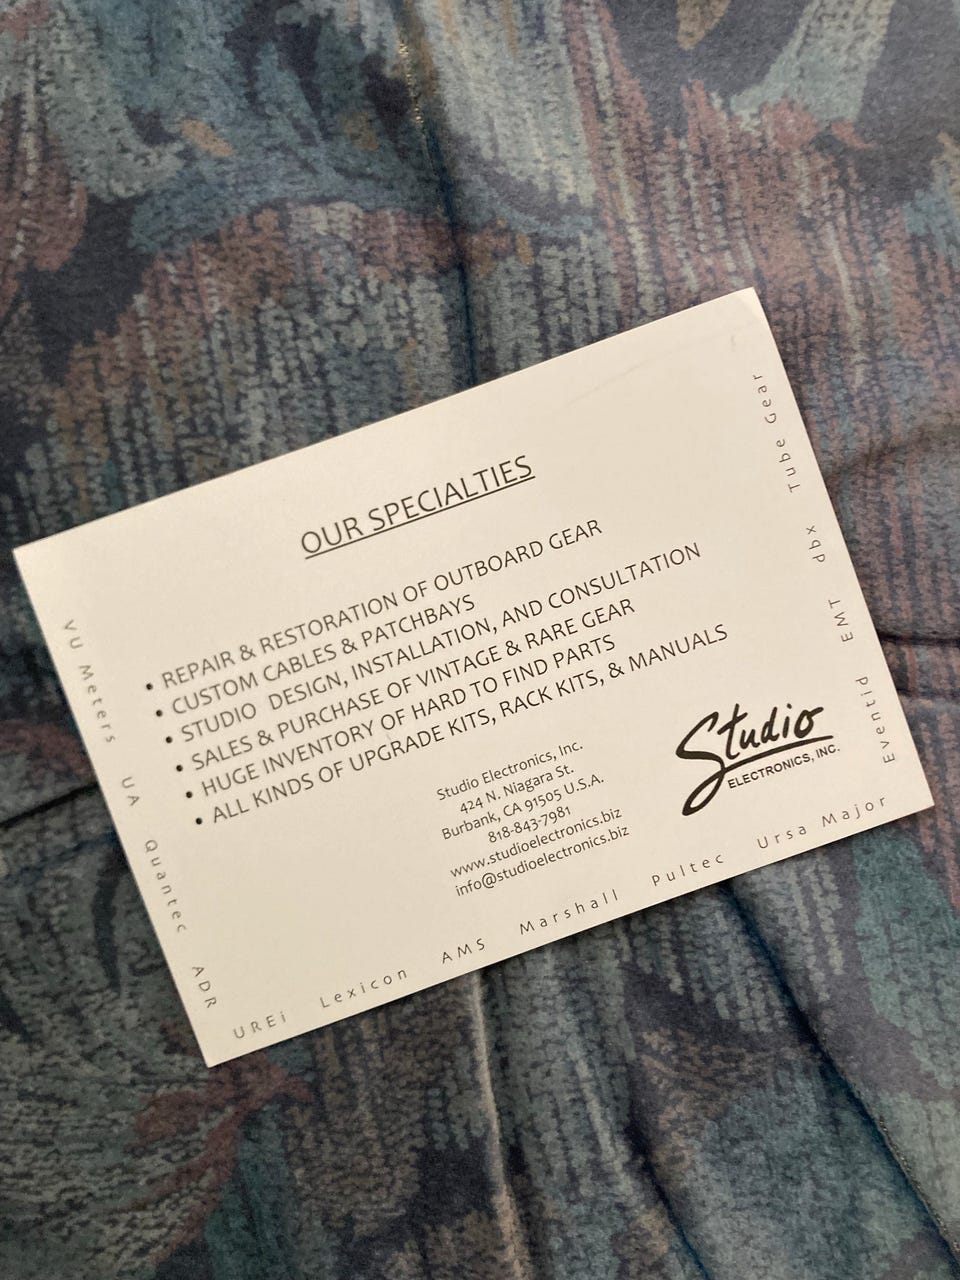 OUR SPECIALTIES
• REPAIR & RESTORATION OF OUTBOARD GEAR
• CUSTOM CABLES & PATCHBAYS
• STUDIO DESIGN, INSTALLATION, AND CONSULTATION
• SALES & PURCHASE OF VINTAGE & RARE GEAR
• HUGE INVENTORY OF HARD TO FIND PARTS
• ALL KINDS OF UPGRADE KITS, RACK KITS, & MANUALS
Studio Electronics, Inc.
424 N. Niagara St.
Burbank, CA 91505 U.S.A.
818-843-7981
www.studioelectronics.biz
info@studioelectronics.biz
Studio
ELECTRONICS, INC.
VU Meters UA Quantec ADR
UREi Lexicon AMS Marshall Pultec Ursa Major
Eventid EMT dbx Tube Gear